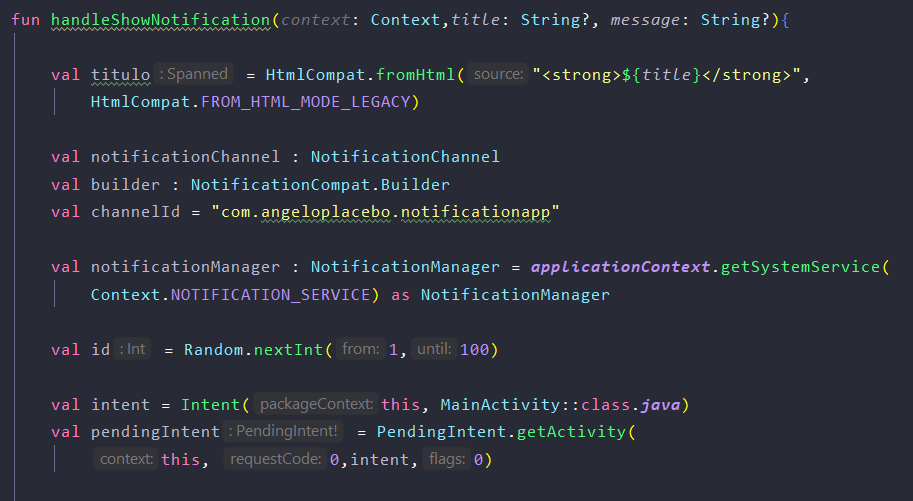 fun handleShowNotification(context: Context,title: String?, message: String?){
val titulo : Spanned = HtmlCompat.fromHtml( source: "<strong>${title}</strong>",
HtmlCompat.FROM_HTML_MODE_LEGACY)
val notificationChannel : NotificationChannel
val builder : NotificationCompat.Builder
val channelId = "com.angeloplacebo.notificationapp"
val notificationManager : NotificationManager = applicationContext.getSystemService(
Context.NOTIFICATION_SERVICE) as NotificationManager
val id : Int = Random.nextInt( from: 1, until: 100)
val intent = Intent( packageContext: this, MainActivity::class.java)
val pendingIntent : PendingIntent! = PendingIntent.getActivity(
context: this, requestCode: 0,intent, flags: 0)